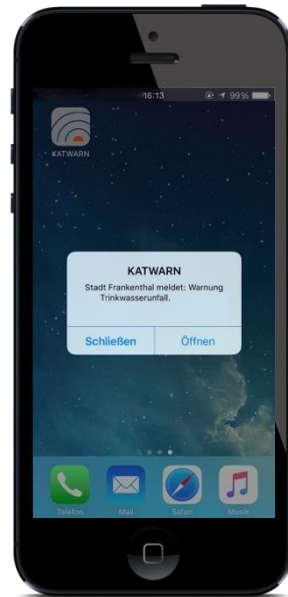 16:13 99%
KATWARN
KATWARN
Stadt Frankenthal meldet: Warnung
Trinkwasserunfall.
Schließen Öffnen
Telefon Mail Safari Musik